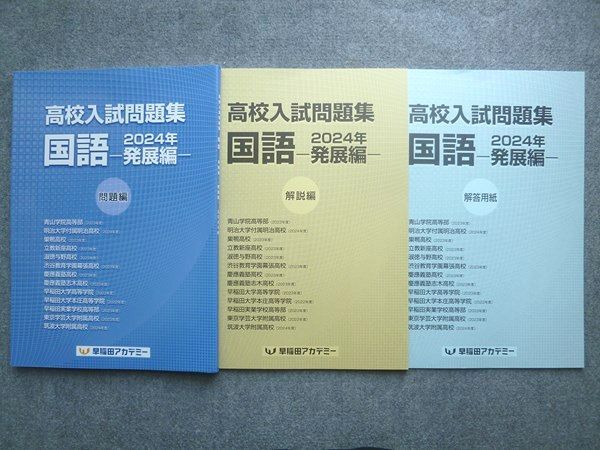 高校入試問題集
国語 2024年
―発展編―
問題編
青山学院高等部
明治大学付属明治高校
巣鴨高校
立教新座高校
淑徳与野高校
渋谷教育学園幕張高校
慶應義塾高校
慶應義塾志木高校
早稲田大学高等学院
早稲田大学本庄高等学院
早稲田実業学校高等部
東京学芸大学附属高校
筑波大学附属高校
早稲田アカデミー
高校入試問題集
国語 2024年
―発展編―
解説編
青山学院高等部
明治大学付属明治高校
巣鴨高校
立教新座高校
淑徳与野高校
渋谷教育学園幕張高校
慶應義塾高校
慶應義塾志木高校
早稲田大学高等学院
早稲田大学本庄高等学院
早稲田実業学校高等部
東京学芸大学附属高校
筑波大学附属高校
早稲田アカデミー
高校入試問題集
国語 2024年
―発展編―
解答用紙
青山学院高等部
明治大学付属明治高校
巣鴨高校
立教新座高校
淑徳与野高校
渋谷教育学園幕張高校
慶應義塾高校
慶應義塾志木高校
早稲田大学高等学院
早稲田大学本庄高等学院
早稲田実業学校高等部
東京学芸大学附属高校
筑波大学附属高校
早稲田アカデミー